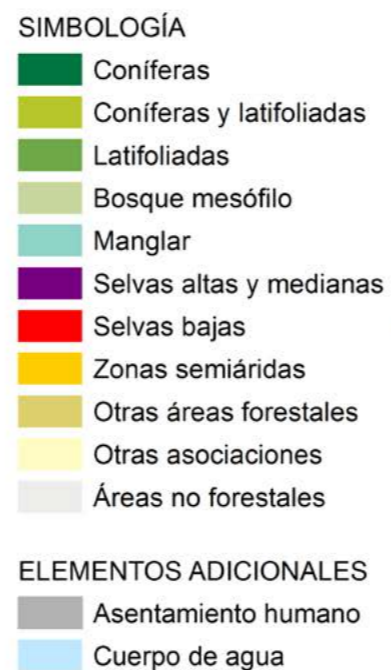 SIMBOLOGÍA
Coníferas
Coníferas y latifoliadas
Latifoliadas
Bosque mesófilo
Manglar
Selvas altas y medianas
Selvas bajas
Zonas semiáridas
Otras áreas forestales
Otras asociaciones
Áreas no forestales
ELEMENTOS ADICIONALES
Asentamiento humano
Cuerpo de agua